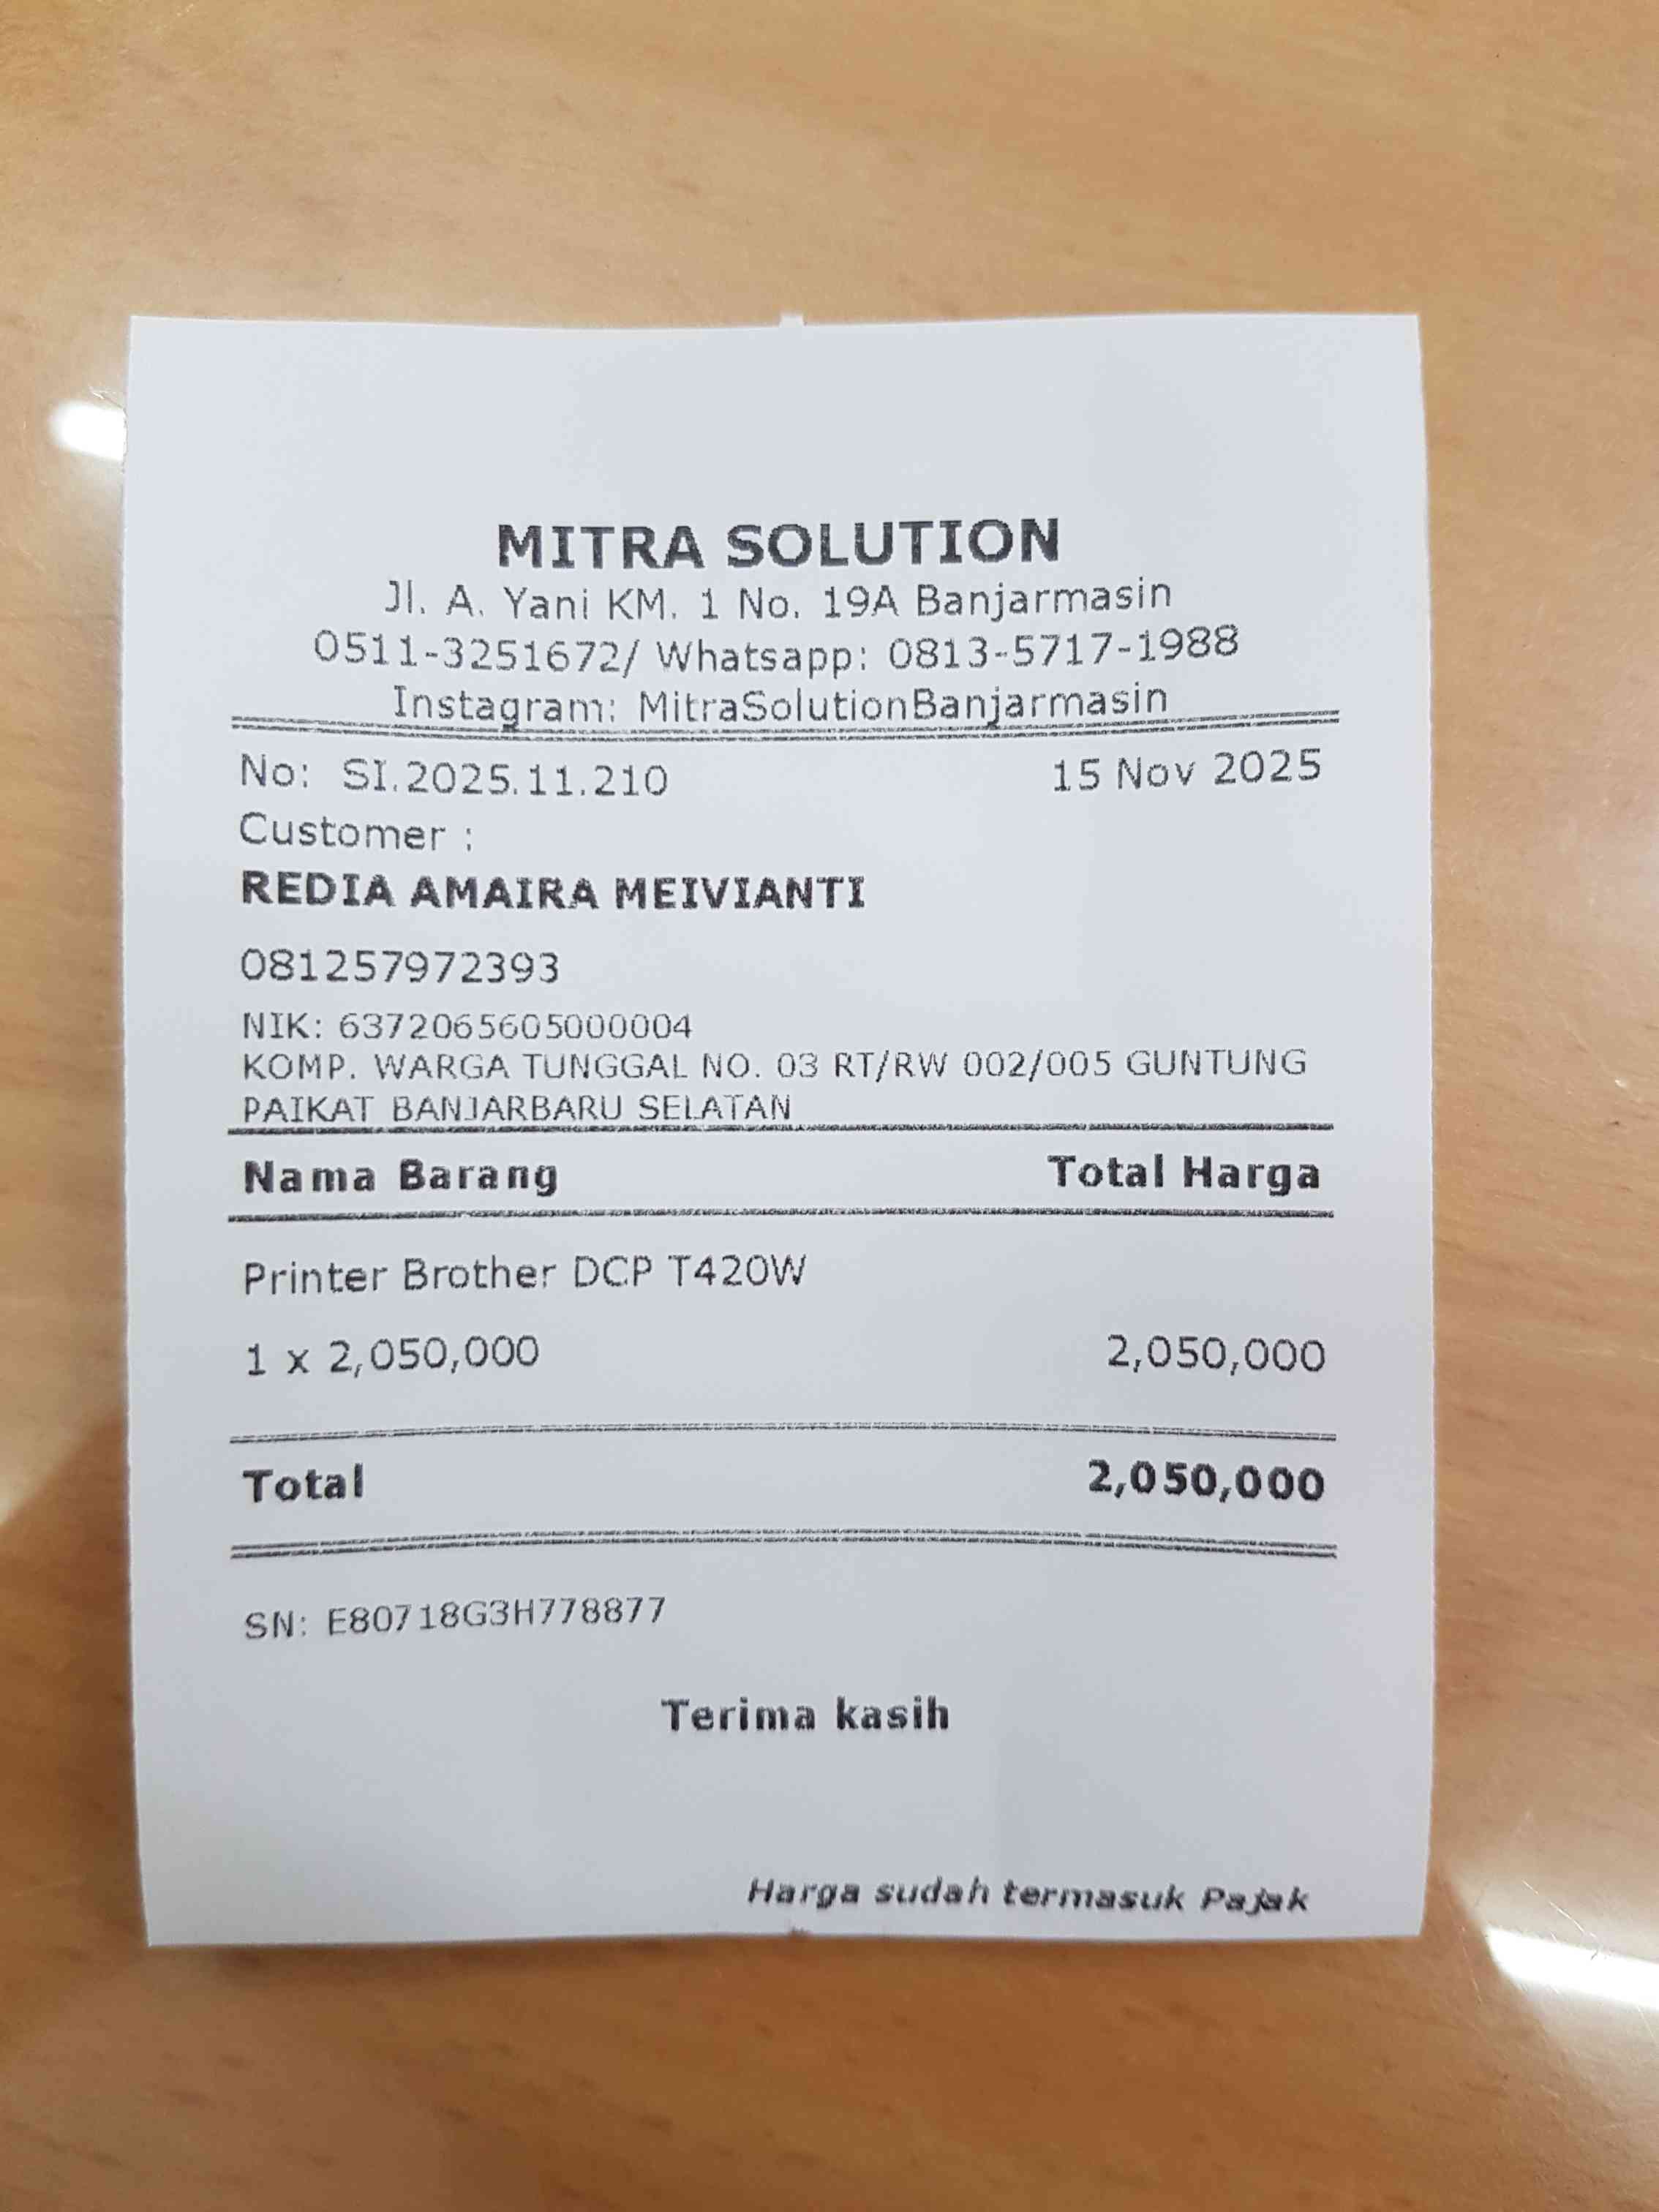 MITRA SOLUTION
Jl. A. Yani KM. 1 No. 19A Banjarmasin
0511-3251672/ Whatsapp: 0813-5717-1988
Instagram: MitraSolutionBanjarmasin
No: SI.2025.11.210 15 Nov 2025
Customer :
REDIA AMAIRA MEIVIANTI
081257972393
NIK: 6372065605000004
KOMP. WARGA TUNGGAL NO. 03 RT/RW 002/005 GUNTUNG
PAIKAT BANJARBARU SELATAN
Nama Barang Total Harga
Printer Brother DCP T420W
1 x 2,050,000 2,050,000
Total 2,050,000
SN: E80718G3H778877
Terima kasih
Harga sudah termasuk Pajak